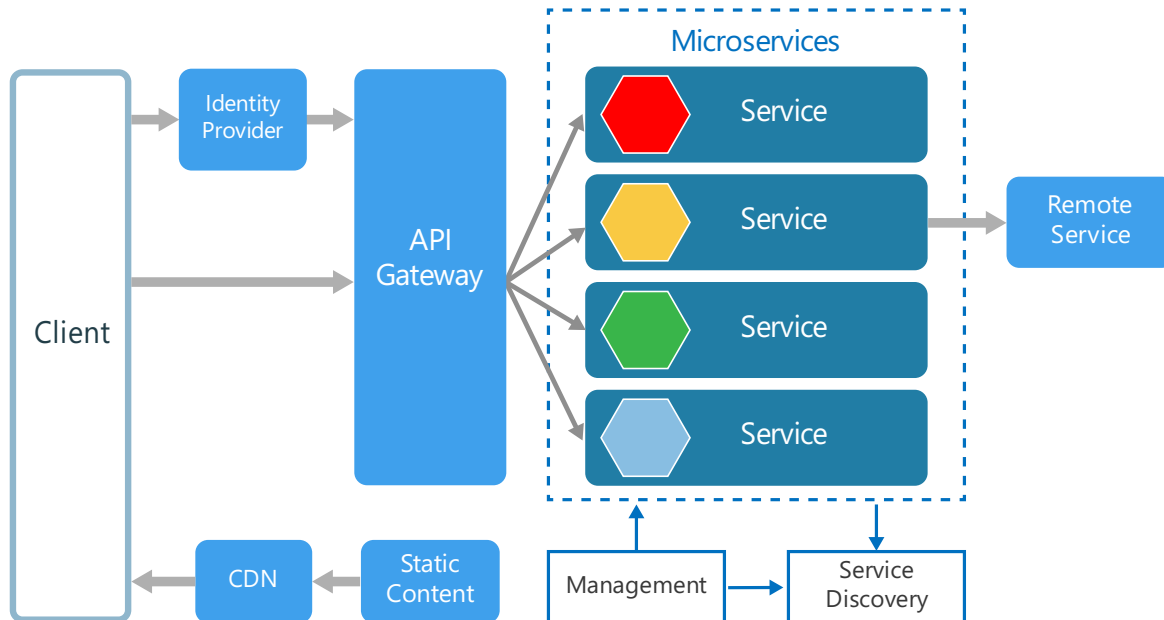 Microservices
Identity
Provider
Service
Service
Remote
Service
API
Gateway
Client
Service
Service
CDN
Static
Content
Management
Service
Discovery